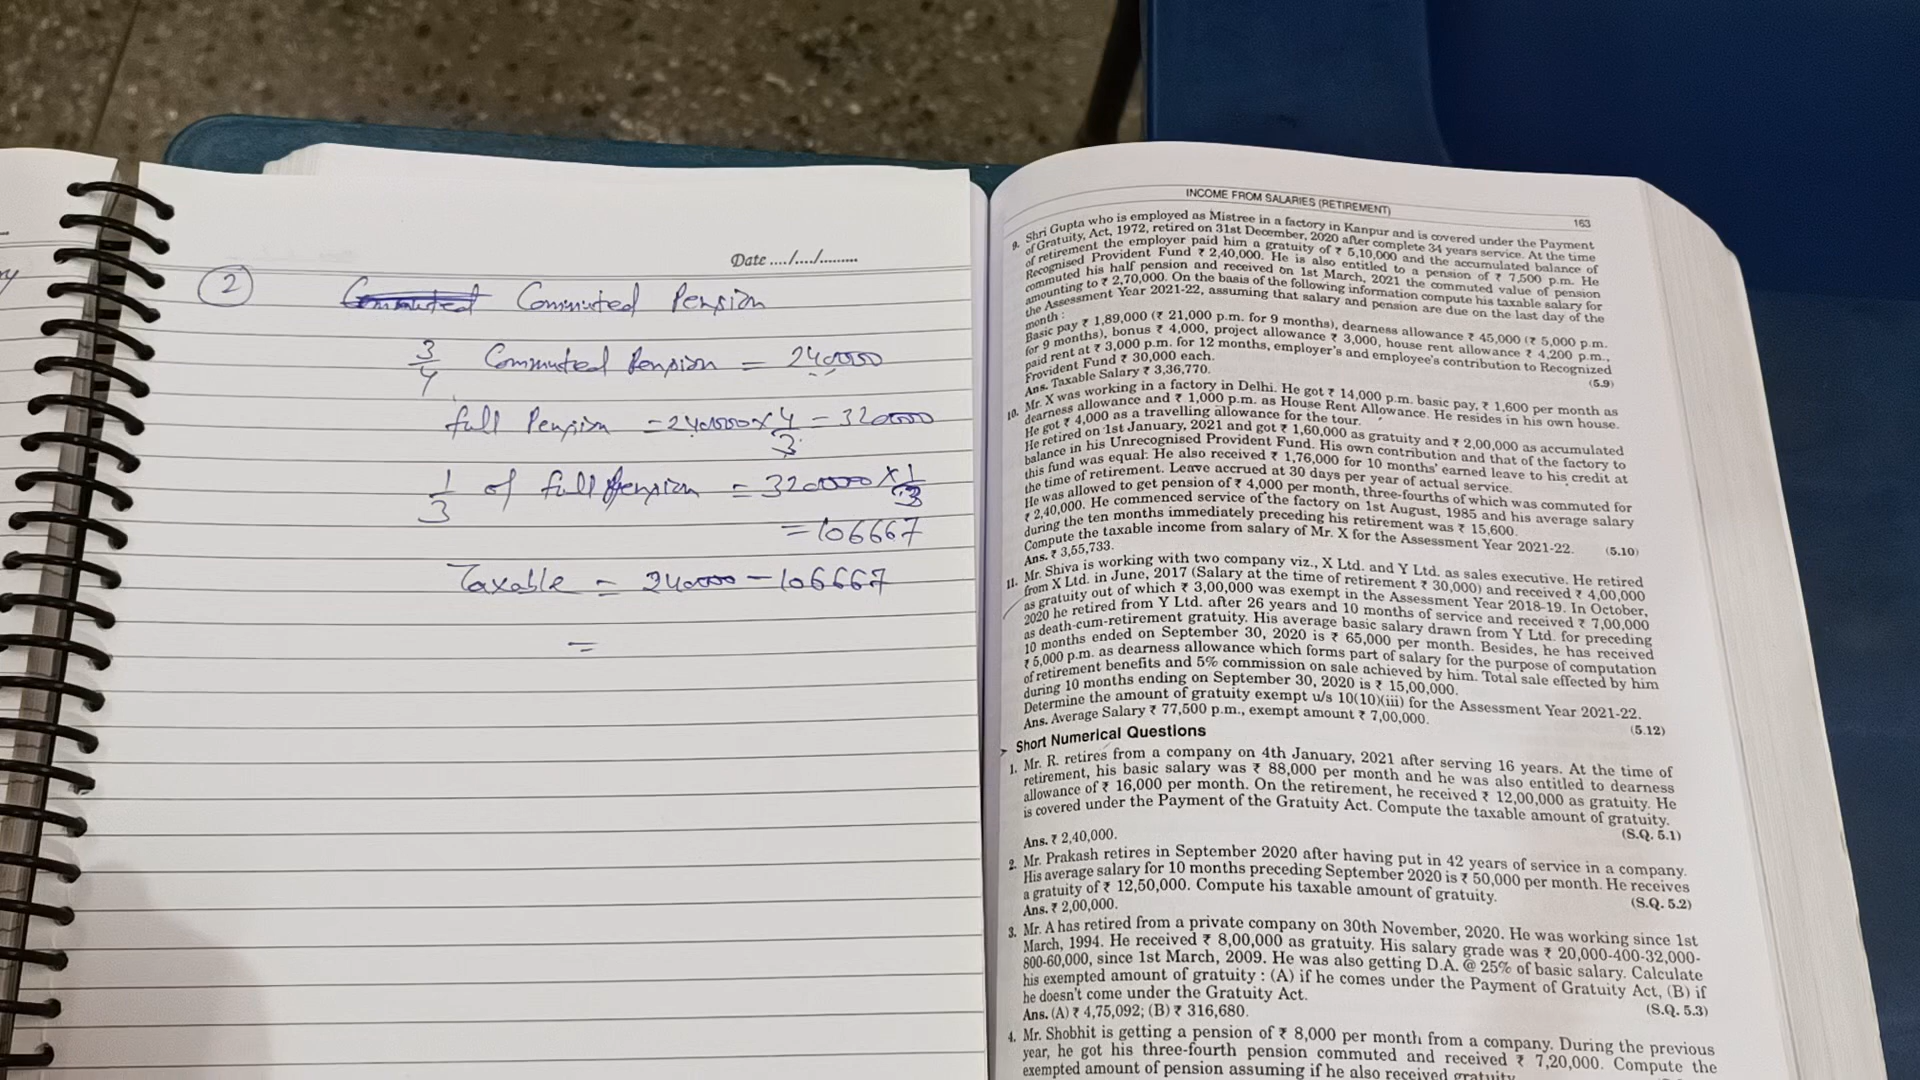 Date ..../..../.........
2 Commuted Commuted Pension
3/4 Commuted Pension = 240000
full Pension = 240000 x 4/3 = 320000
1/3 of full pension = 320000 x 1/3
= 106667
Taxable = 240000 - 106667
=
INCOME FROM SALARIES (RETIREMENT)
163
9. Shri Gupta who is employed as Mistree in a factory in Kanpur and is covered under the Payment
of Gratuity, Act, 1972, retired on 31st December, 2020 after complete 34 years service. At the time
of retirement the employer paid him a gratuity of ₹ 5,10,000 and the accumulated balance of
Recognised Provident Fund ₹ 2,40,000. He is also entitled to a pension of ₹ 7,500 p.m. He
commuted his half pension and received on 1st March, 2021 the commuted value of pension
amounting to ₹ 2,70,000. On the basis of the following information compute his taxable salary for
the Assessment Year 2021-22, assuming that salary and pension are due on the last day of the
month :
Basic pay ₹ 1,89,000 (₹ 21,000 p.m. for 9 months), dearness allowance ₹ 45,000 (₹ 5,000 p.m.
for 9 months), bonus ₹ 4,000, project allowance ₹ 3,000, house rent allowance ₹ 4,200 p.m.,
paid rent at ₹ 3,000 p.m. for 12 months, employer's and employee's contribution to Recognized
Provident Fund ₹ 30,000 each.
Ans. Taxable Salary ₹ 3,36,770. (5.9)
10. Mr. X was working in a factory in Delhi. He got ₹ 14,000 p.m. basic pay, ₹ 1,600 per month as
dearness allowance and ₹ 1,000 p.m. as House Rent Allowance. He resides in his own house.
He got ₹ 4,000 as a travelling allowance for the tour.
He retired on 1st January, 2021 and got ₹ 1,60,000 as gratuity and ₹ 2,00,000 as accumulated
balance in his Unrecognised Provident Fund. His own contribution and that of the factory to
this fund was equal. He also received ₹ 1,76,000 for 10 months' earned leave to his credit at
the time of retirement. Leave accrued at 30 days per year of actual service.
He was allowed to get pension of ₹ 4,000 per month, three-fourths of which was commuted for
₹ 2,40,000. He commenced service of the factory on 1st August, 1985 and his average salary
during the ten months immediately preceding his retirement was ₹ 15,600.
Compute the taxable income from salary of Mr. X for the Assessment Year 2021-22.
Ans. ₹ 3,55,733. (5.10)
11. Mr. Shiva is working with two company viz., X Ltd. and Y Ltd. as sales executive. He retired
from X Ltd. in June, 2017 (Salary at the time of retirement ₹ 30,000) and received ₹ 4,00,000
as gratuity out of which ₹ 3,00,000 was exempt in the Assessment Year 2018-19. In October,
2020 he retired from Y Ltd. after 26 years and 10 months of service and received ₹ 7,00,000
as death-cum-retirement gratuity. His average basic salary drawn from Y Ltd. for preceding
10 months ended on September 30, 2020 is ₹ 65,000 per month. Besides, he has received
₹ 5,000 p.m. as dearness allowance which forms part of salary for the purpose of computation
of retirement benefits and 5% commission on sale achieved by him. Total sale effected by him
during 10 months ending on September 30, 2020 is ₹ 15,00,000.
Determine the amount of gratuity exempt u/s 10(10)(iii) for the Assessment Year 2021-22.
Ans. Average Salary ₹ 77,500 p.m., exempt amount ₹ 7,00,000. (5.12)
Short Numerical Questions
1. Mr. R. retires from a company on 4th January, 2021 after serving 16 years. At the time of
retirement, his basic salary was ₹ 88,000 per month and he was also entitled to dearness
allowance of ₹ 16,000 per month. On the retirement, he received ₹ 12,00,000 as gratuity. He
is covered under the Payment of the Gratuity Act. Compute the taxable amount of gratuity.
Ans. ₹ 2,40,000. (S.Q. 5.1)
2. Mr. Prakash retires in September 2020 after having put in 42 years of service in a company.
His average salary for 10 months preceding September 2020 is ₹ 50,000 per month. He receives
a gratuity of ₹ 12,50,000. Compute his taxable amount of gratuity.
Ans. ₹ 2,00,000. (S.Q. 5.2)
3. Mr. A has retired from a private company on 30th November, 2020. He was working since 1st
March, 1994. He received ₹ 8,00,000 as gratuity. His salary grade was ₹ 20,000-400-32,000-
800-60,000, since 1st March, 2009. He was also getting D.A. @ 25% of basic salary. Calculate
his exempted amount of gratuity : (A) if he comes under the Payment of Gratuity Act, (B) if
he doesn't come under the Gratuity Act.
Ans. (A) ₹ 4,75,092; (B) ₹ 316,680. (S.Q. 5.3)
4. Mr. Shobhit is getting a pension of ₹ 8,000 per month from a company. During the previous
year, he got his three-fourth pension commuted and received ₹ 7,20,000. Compute the
exempted amount of pension assuming if he also received gratuity